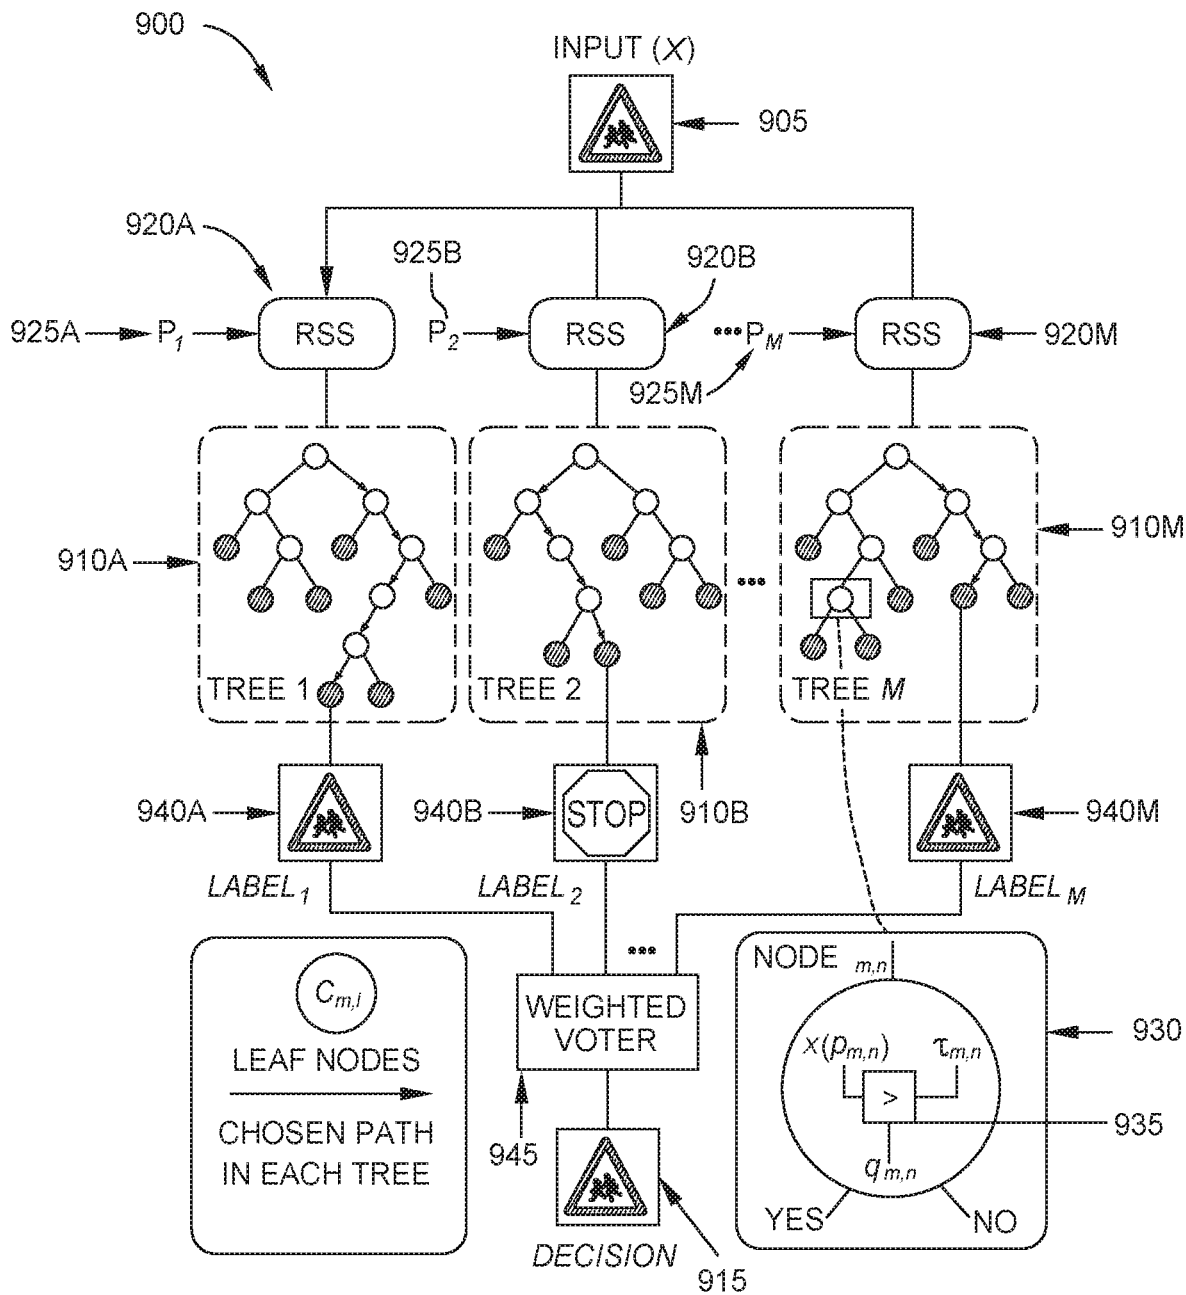 900
INPUT (X)
905
920A
925B
920B
925A
P1
RSS
P2
RSS
•••PM
RSS
920M
925M
910A
910M
•••
TREE 1
TREE 2
TREE M
940A
940B
STOP
910B
940M
LABEL1
LABEL2
LABELM
•••
Cm,i
LEAF NODES
CHOSEN PATH
IN EACH TREE
WEIGHTED
VOTER
945
DECISION
915
NODE m,n
930
x(pm,n)
τm,n
>
935
qm,n
YES
NO